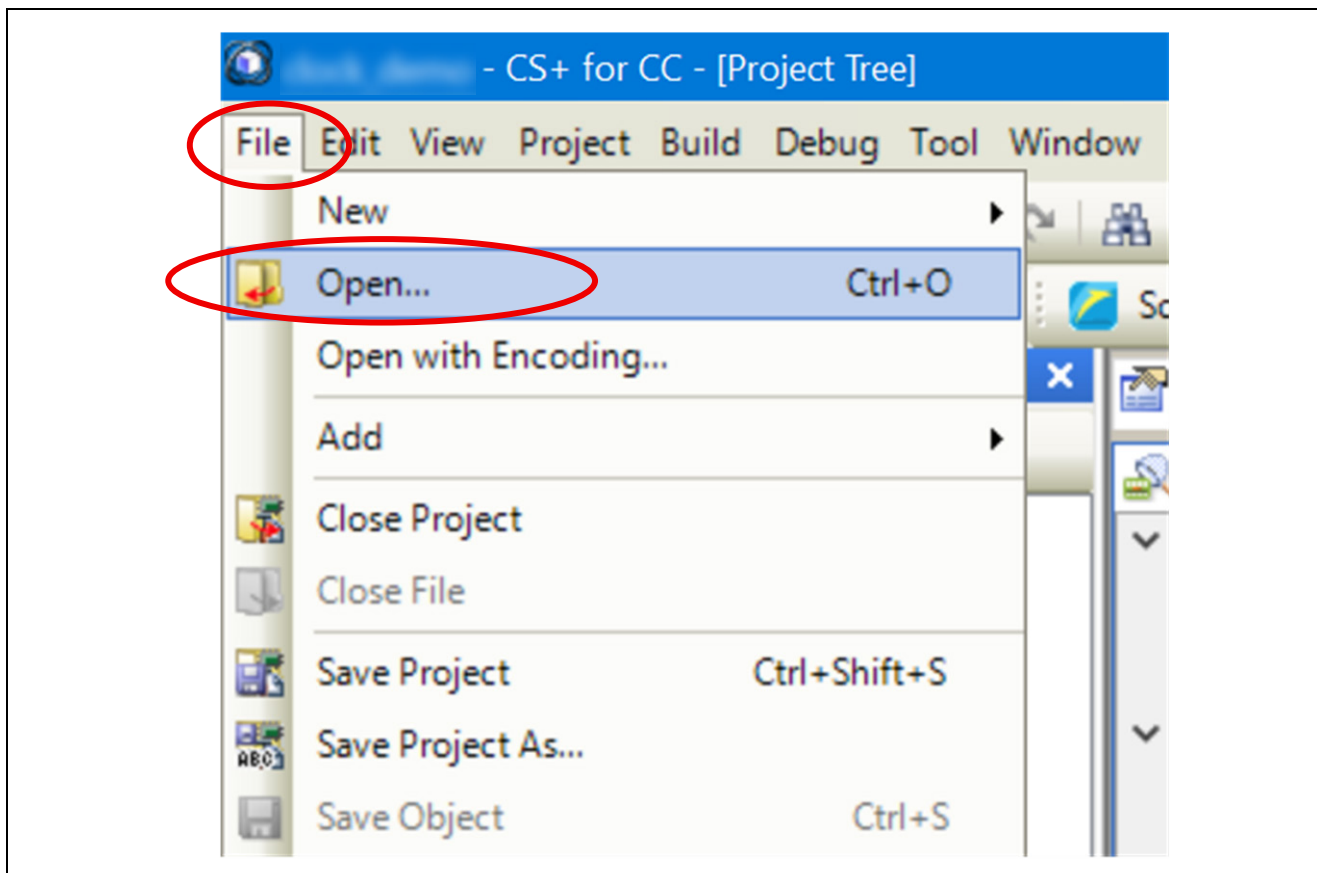 - CS+ for CC - [Project Tree]
File Edit View Project Build Debug Tool Window
New
Open... Ctrl+O
Open with Encoding...
Add
Close Project
Close File
Save Project Ctrl+Shift+S
ABC
Save Project As...
Save Object Ctrl+S